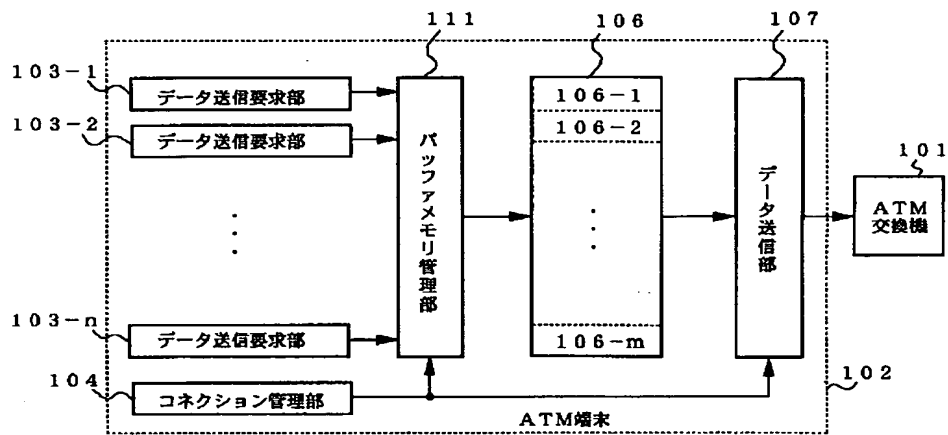 111
106
107
103-1
データ送信要求部
106-1
103-2
データ送信要求部
106-2
バッファメモリ管理部
データ送信部
101
ATM
交換機
103-n
データ送信要求部
106-m
104
コネクション管理部
102
ATM端末